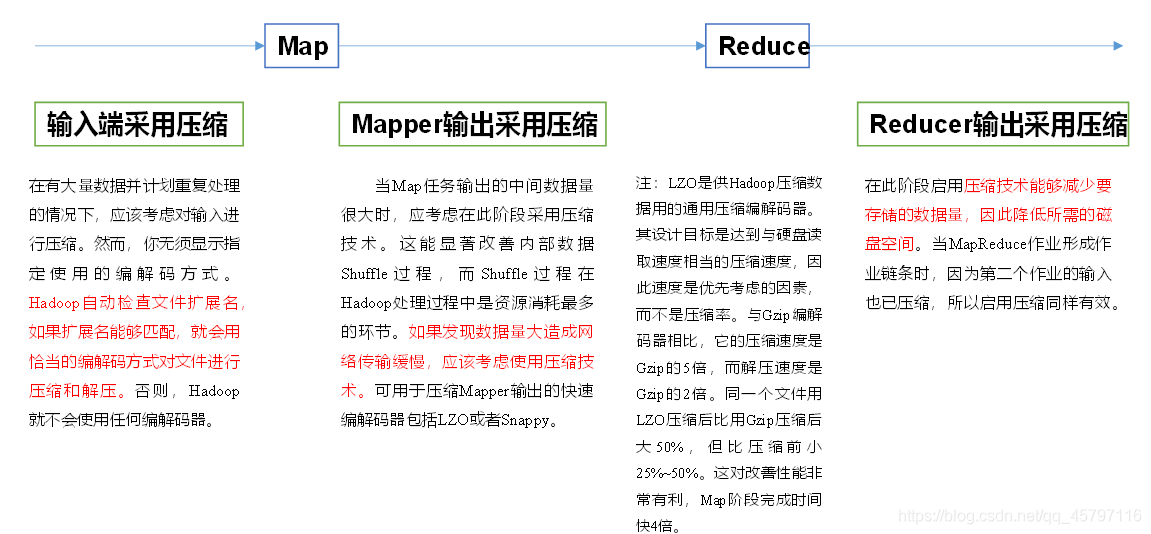 Map
Reduce
输入端采用压缩
在有大量数据并计划重复处理
的情况下，应该考虑对输入进
行压缩。然而，你无须显示指
定使用的编解码方式。
Hadoop自动检查文件扩展名，
如果扩展名能够匹配，就会用
恰当的编解码方式对文件进行
压缩和解压。否则，Hadoop
就不会使用任何编解码器。
Mapper输出采用压缩
当Map任务输出的中间数据量
很大时，应考虑在此阶段采用压缩
技术。这能显著改善内部数据
Shuffle过程，而Shuffle过程在
Hadoop处理过程中是资源消耗最多
的环节。如果发现数据量大造成网
络传输缓慢，应该考虑使用压缩技
术。可用于压缩Mapper输出的快速
编解码器包括LZO或者Snappy。
注：LZO是供Hadoop压缩数
据用的通用压缩编解码器。
其设计目标是达到与硬盘读
取速度相当的压缩速度，因
此速度是优先考虑的因素，
而不是压缩率。与Gzip编解
码器相比，它的压缩速度是
Gzip的5倍，而解压速度是
Gzip的2倍。同一个文件用
LZO压缩后比用Gzip压缩后
大50%，但比压缩前小
25%~50%。这对改善性能非
常有利，Map阶段完成时间
快4倍。
Reducer输出采用压缩
在此阶段启用压缩技术能够减少要
存储的数据量，因此降低所需的磁
盘空间。当MapReduce作业形成作
业链条时，因为第二个作业的输入
也已压缩，所以启用压缩同样有效。
https://blog.csdn.net/qq_45797116